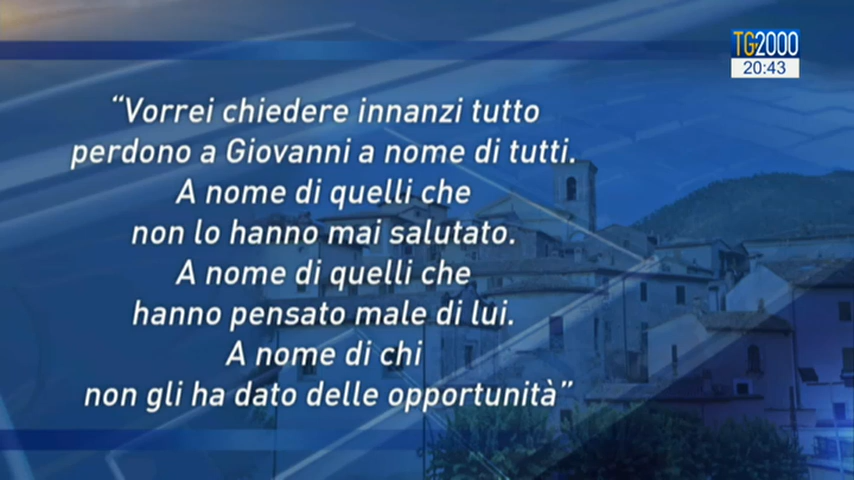 TG2000
20:43
“Vorrei chiedere innanzi tutto
perdono a Giovanni a nome di tutti.
A nome di quelli che
non lo hanno mai salutato.
A nome di quelli che
hanno pensato male di lui.
A nome di chi
non gli ha dato delle opportunità”